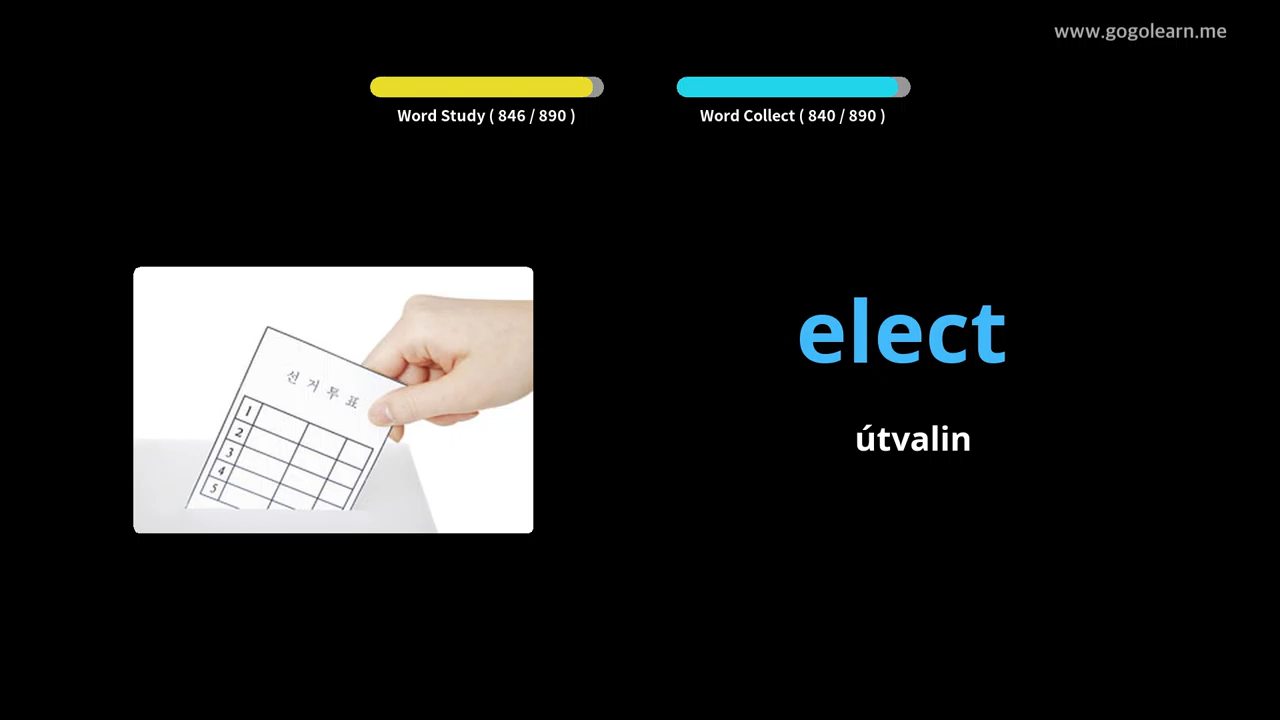 www.gogolearn.me
Word Study ( 846 / 890 )
Word Collect ( 840 / 890 )
선거투표
1
2
3
4
5
elect
útvalin